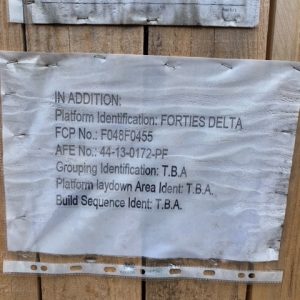 IN ADDITION:
Platform Identification: FORTIES DELTA
FCP No.: F048F0455
AFE No.: 44-13-0172-PF
Grouping Identification: T.B.A
Platform laydown Area Ident: T.B.A.
Build Sequence Ident: T.B.A.